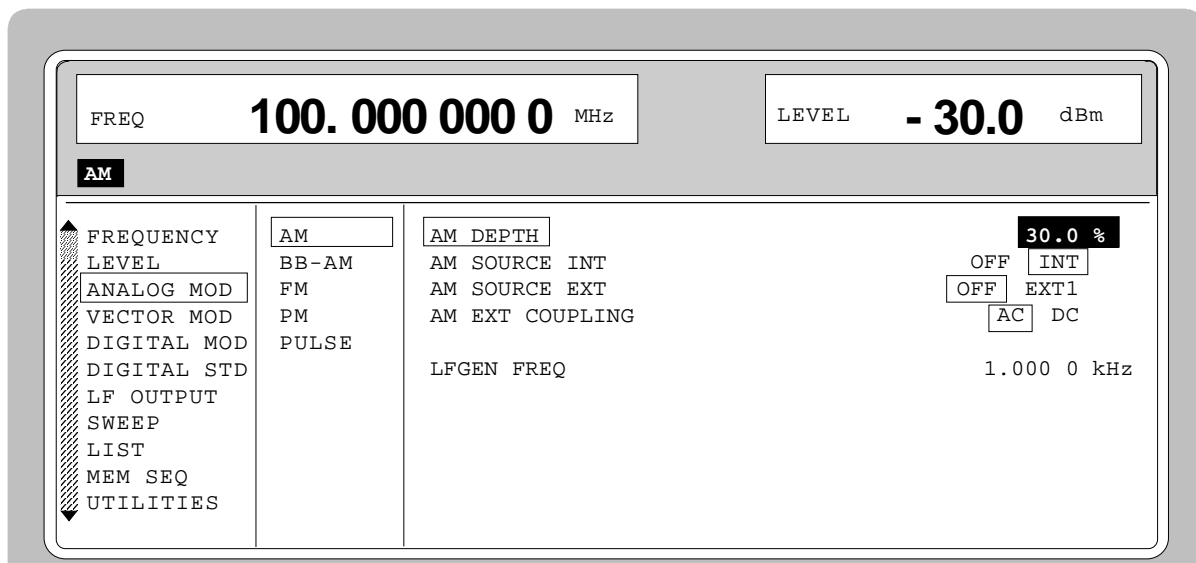 FREQ 100. 000 000 0 MHz LEVEL - 30.0 dBm
AM
FREQUENCY AM AM DEPTH 30.0 %
LEVEL BB-AM AM SOURCE INT OFF INT
ANALOG MOD FM AM SOURCE EXT OFF EXT1
VECTOR MOD PM AM EXT COUPLING AC DC
DIGITAL MOD PULSE
DIGITAL STD LFGEN FREQ 1.000 0 kHz
LF OUTPUT
SWEEP
LIST
MEM SEQ
UTILITIES